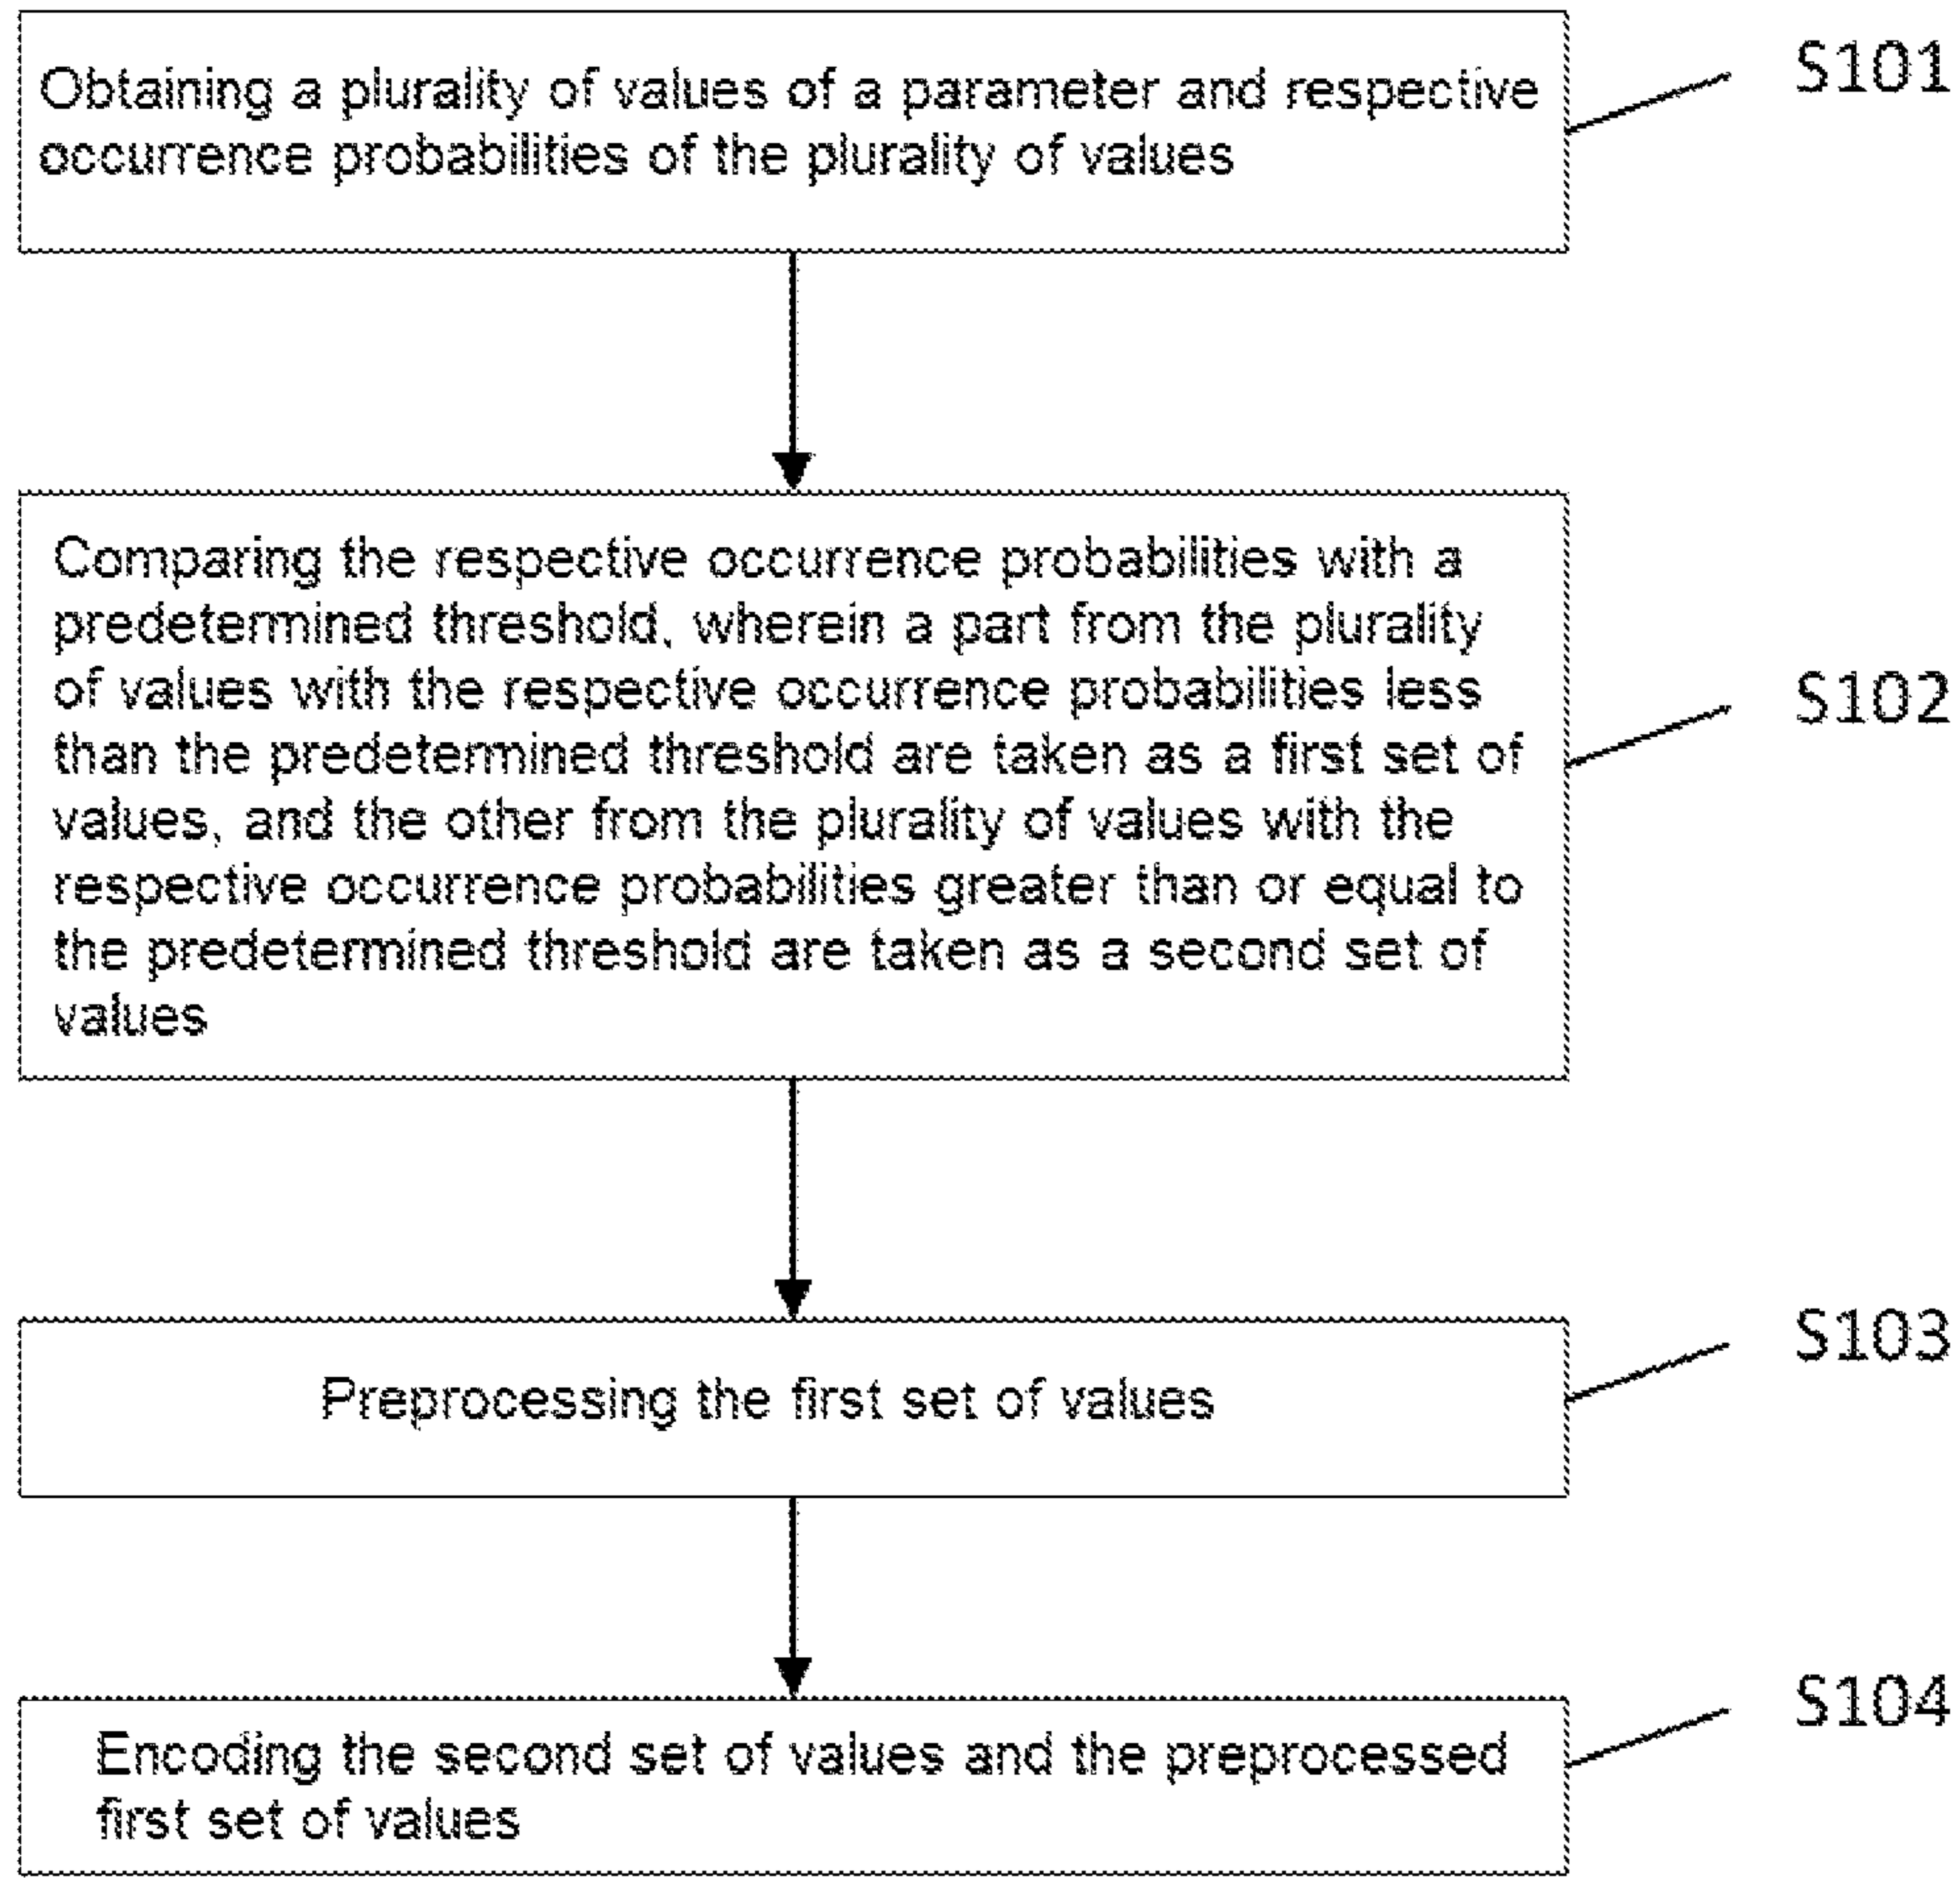 Obtaining a plurality of values of a parameter and respective
occurrence probabilities of the plurality of values
S101
Comparing the respective occurrence probabilities with a
predetermined threshold, wherein a part from the plurality
of values with the respective occurrence probabilities less
than the predetermined threshold are taken as a first set of
values, and the other from the plurality of values with the
respective occurrence probabilities greater than or equal to
the predetermined threshold are taken as a second set of
values
S102
Preprocessing the first set of values
S103
Encoding the second set of values and the preprocessed
first set of values
S104